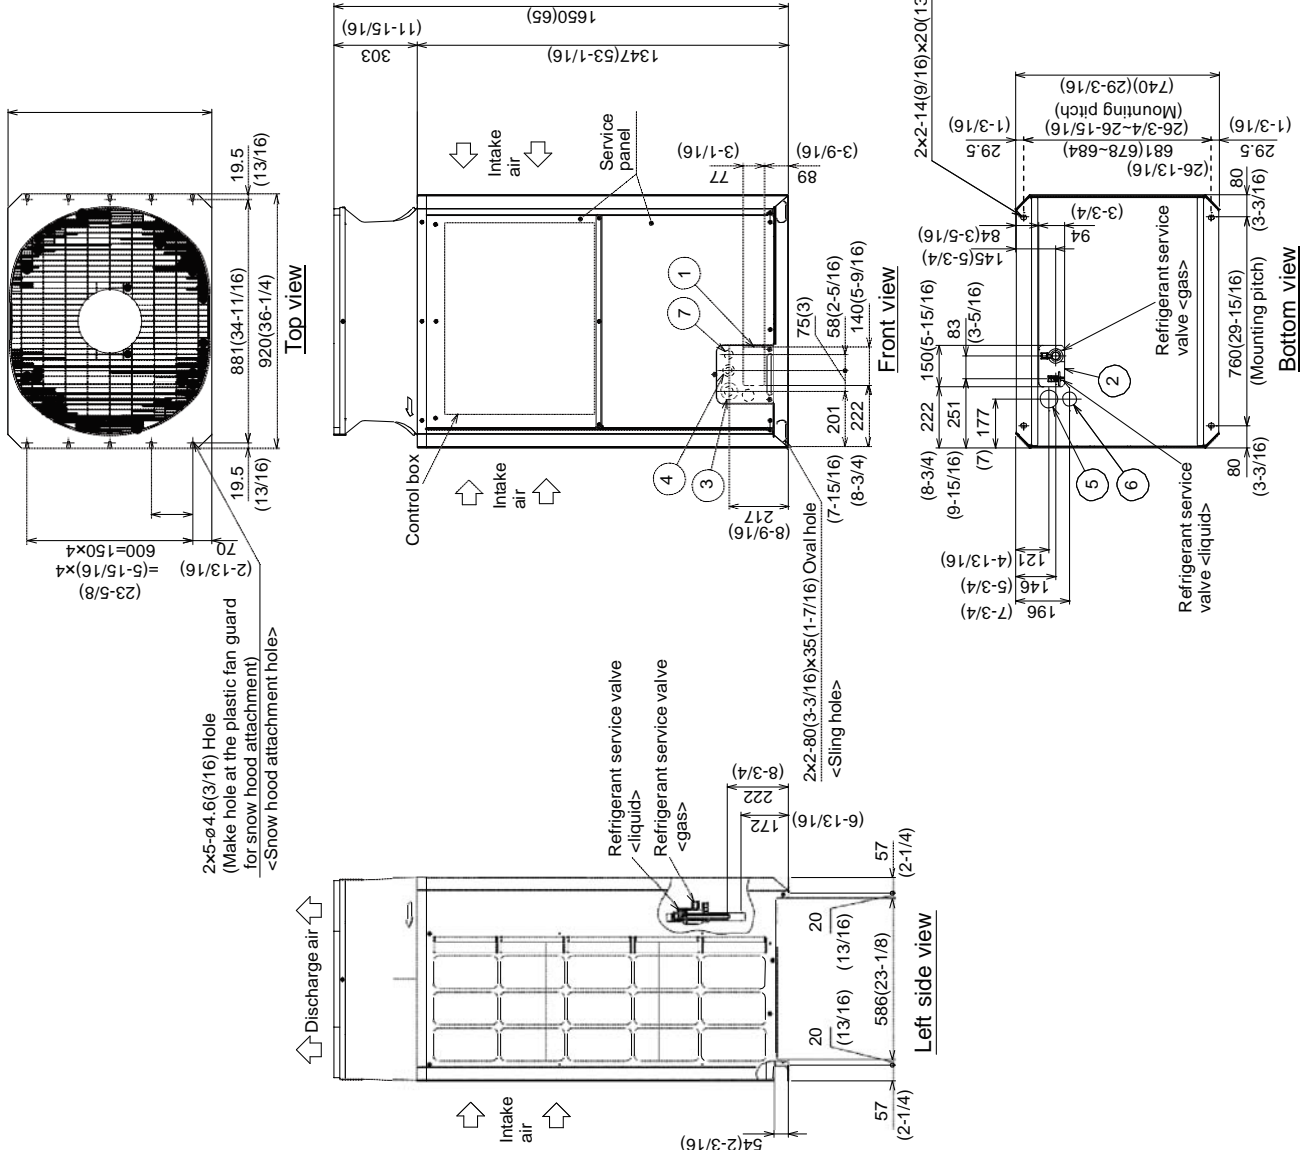 Top view
881(34-11/16)
920(36-1/4)
19.5
(13/16)
19.5
(13/16)
600=150×4
=(5-15/16)×4
(23-5/8)
70
(2-13/16)
2x5-ø4.6(3/16) Hole
(Make hole at the plastic fan guard
for snow hood attachment)
<Snow hood attachment hole>
1650(65)
303
(11-15/16)
1347(53-1/16)
Intake
air
Service
panel
Control box
Intake
air
77
(3-1/16)
89
(3-9/16)
1
7
4
3
75(3)
58(2-5/16)
140(5-9/16)
201
(7-15/16)
222
(8-3/4)
217
(8-9/16)
2x2-80(3-3/16)×35(1-7/16) Oval hole
<Sling hole>
Front view
2x2-14(9/16)×20(13
740(29-3/16)
(Mounting pitch)
681(678~684)
(26-3/4~26-15/16)
(26-13/16)
29.5
(1-3/16)
29.5
(1-3/16)
80
(3-3/16)
80
(3-3/16)
760(29-15/16)
(Mounting pitch)
94
(3-3/4)
84(3-5/16)
145(5-3/4)
150(5-15/16)
83
(3-5/16)
222
(8-3/4)
251
(9-15/16)
177
(7)
121
(4-13/16)
146
(5-3/4)
196
(7-3/4)
2
5
6
Refrigerant service
valve <gas>
Refrigerant service
valve <liquid>
Bottom view
Discharge air
Intake
air
Refrigerant service valve
<liquid>
Refrigerant service valve
<gas>
222
(8-3/4)
172
(6-13/16)
57
(2-1/4)
57
(2-1/4)
20
(13/16)
20
(13/16)
586(23-1/8)
54(2-3/16)
Left side view